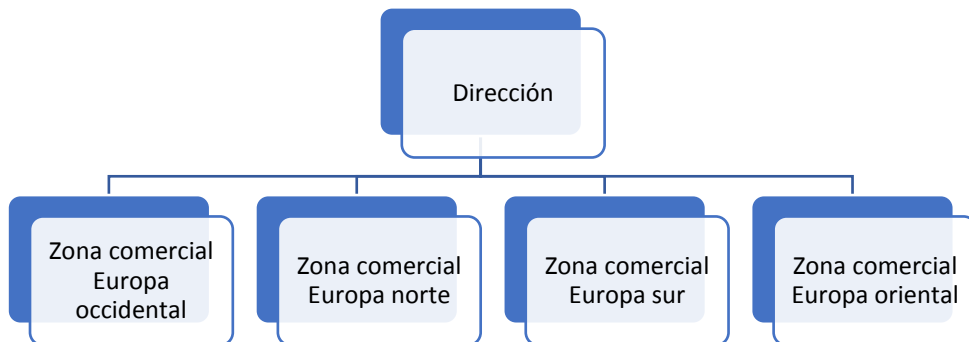 Dirección
Zona comercial
Europa
occidental
Zona comercial
Europa norte
Zona comercial
Europa sur
Zona comercial
Europa oriental